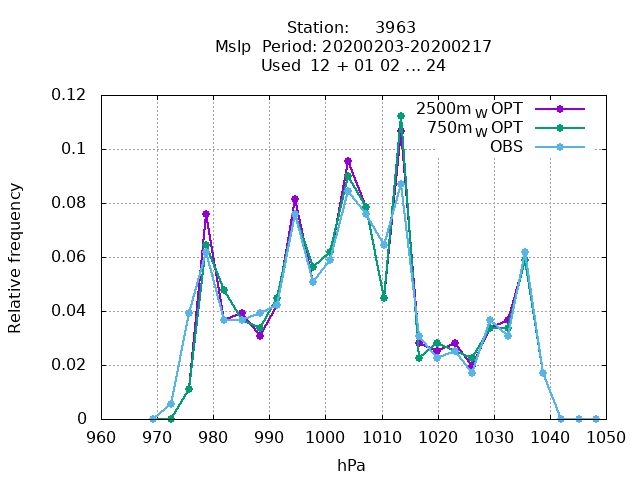 Station: 3963
Mslp Period: 20200203-20200217
Used 12 + 01 02 ... 24
0.12
2500m W OPT
750m W OPT
OBS
0.1
0.08
0.06
0.04
0.02
0
Relative frequency
960 970 980 990 1000 1010 1020 1030 1040 1050
hPa